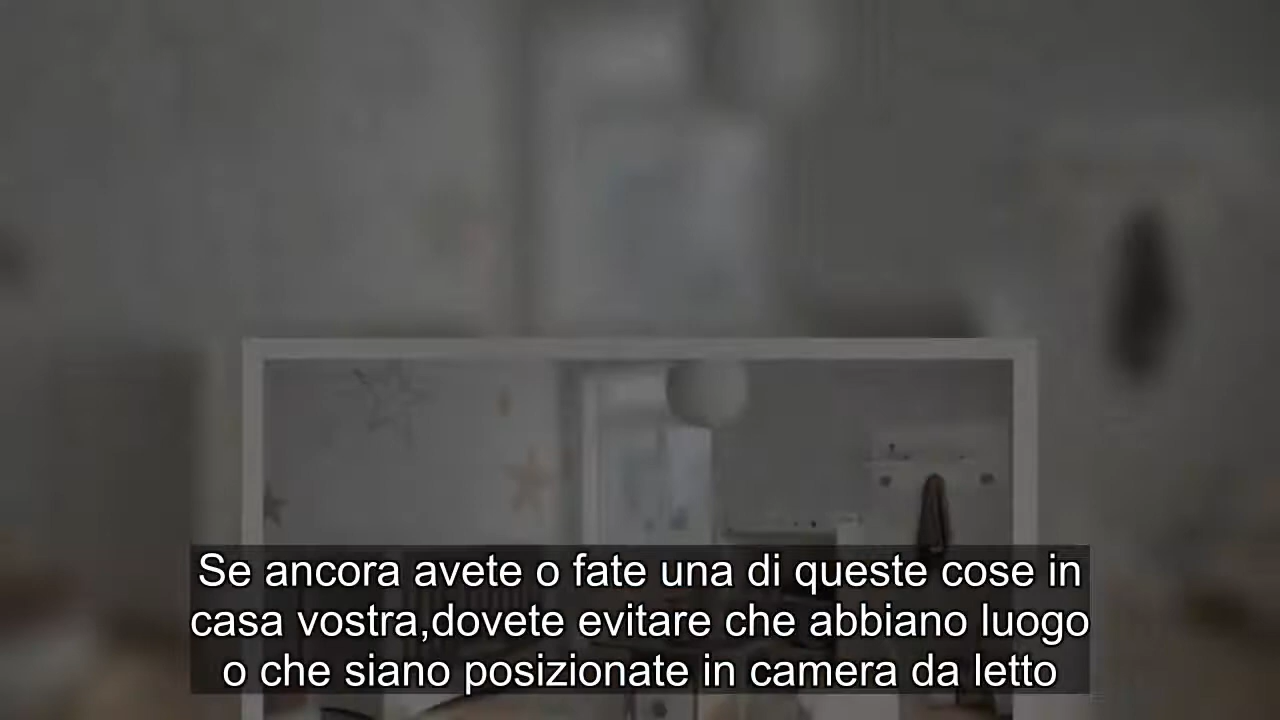 Se ancora avete o fate una di queste cose in
casa vostra,dovete evitare che abbiano luogo
o che siano posizionate in camera da letto